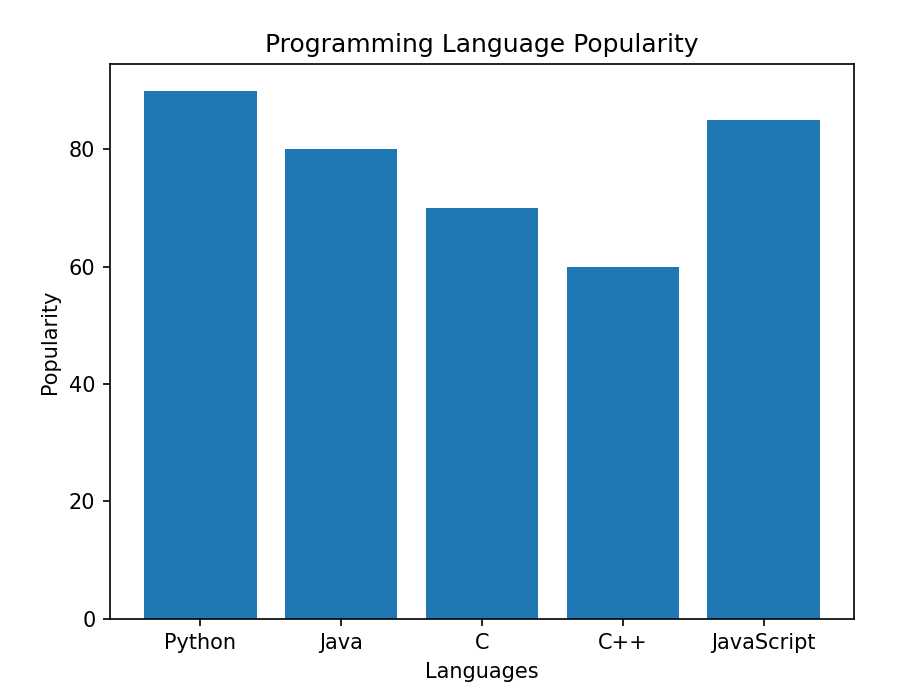 Programming Language Popularity
Popularity
80
60
40
20
0
Python Java C C++ JavaScript
Languages